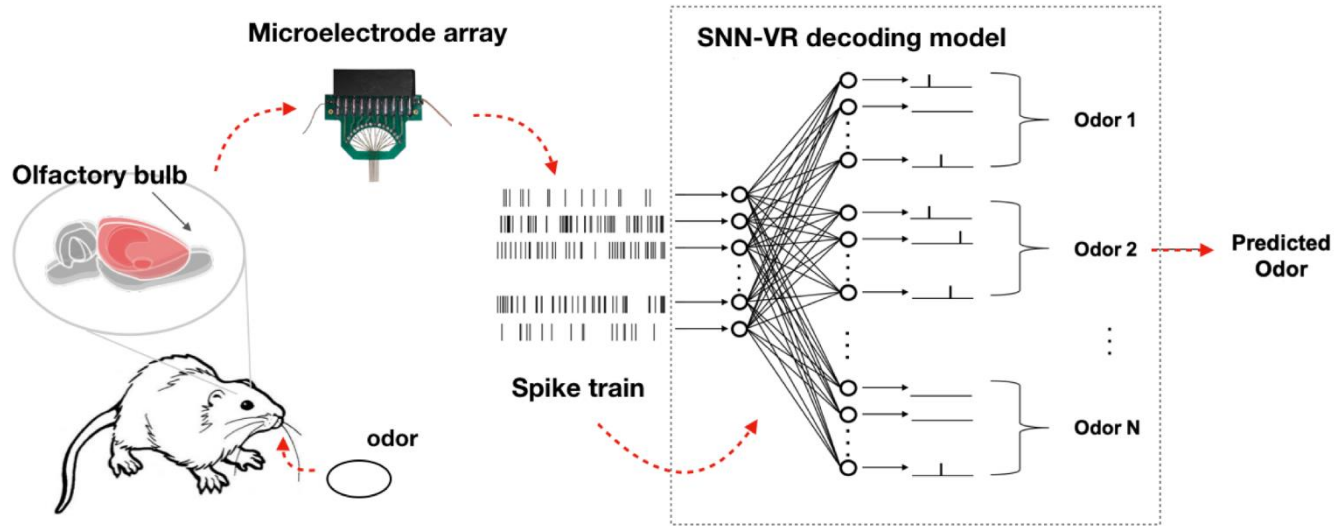 Microelectrode array
SNN-VR decoding model
Olfactory bulb
Odor 1
Odor 2
Predicted
Odor
Spike train
odor
Odor N